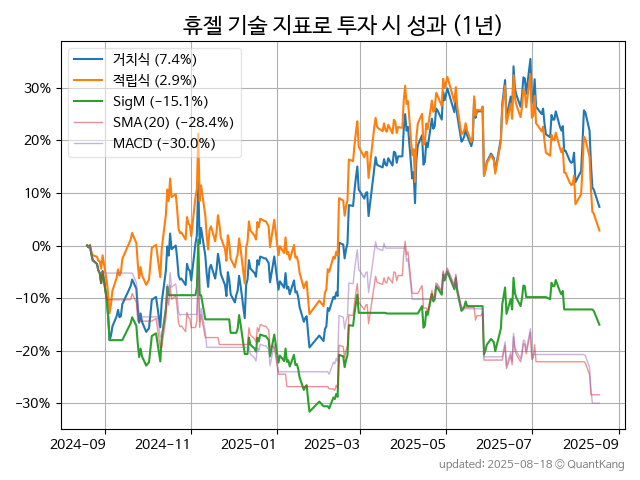 휴젤 기술 지표로 투자 시 성과 (1년)
거치식 (7.4%)
적립식 (2.9%)
SigM (−15.1%)
SMA(20) (−28.4%)
MACD (−30.0%)
30%
20%
10%
0%
−10%
−20%
−30%
2024-09
2024-11
2025-01
2025-03
2025-05
2025-07
2025-09
updated: 2025-08-18 ⓒ QuantKang